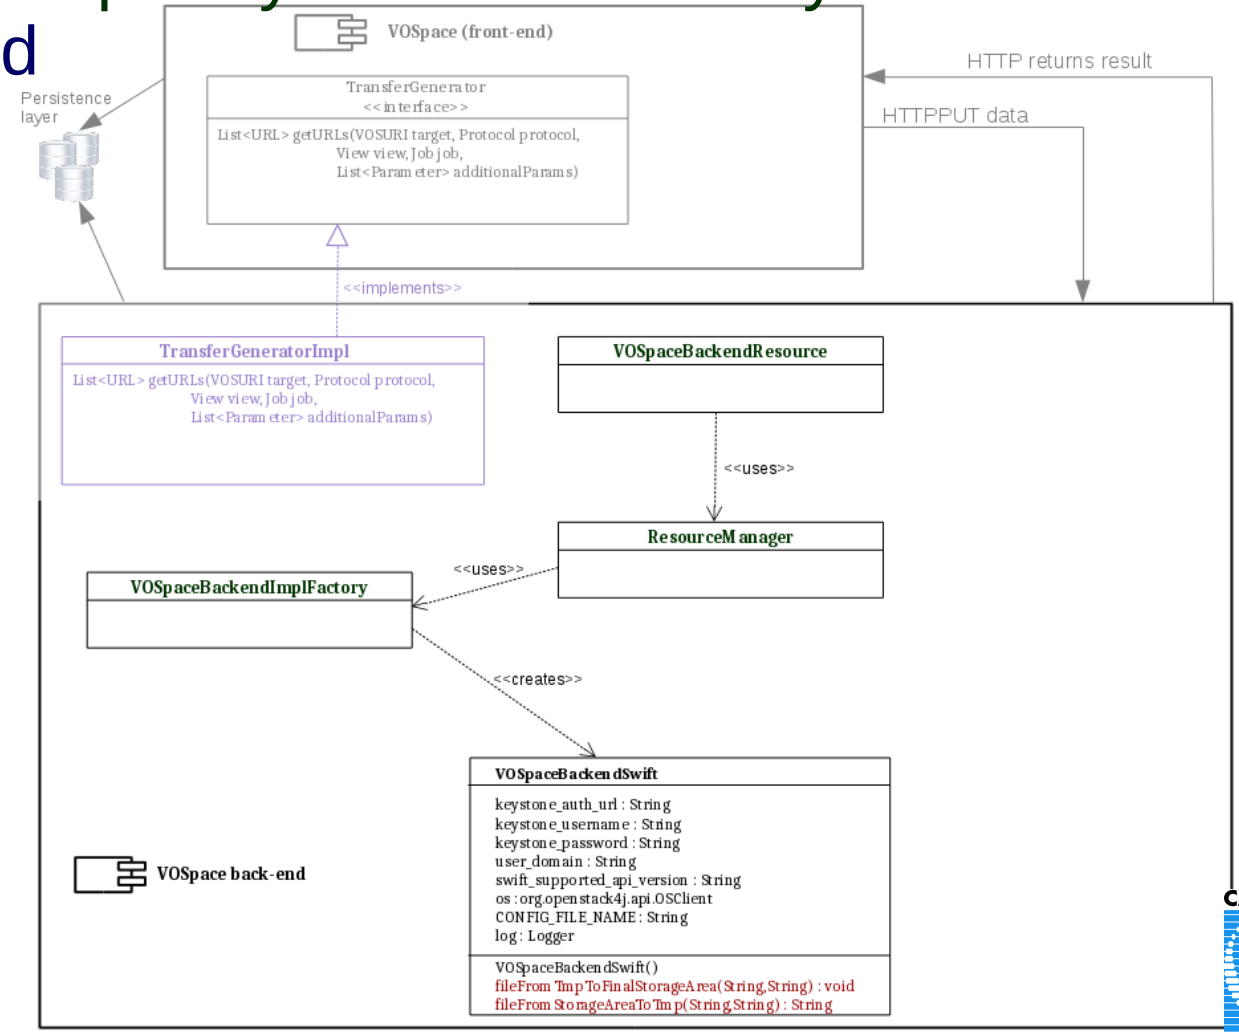 d
VOSpace (front-end)
HTTP returns result
Persistence
layer
TransferGenerator
<<interface>>
HTTPPUT data
List<URL> getURLs(VOSURI target, Protocol protocol,
View view, Job job,
List<Parameter> additionalParams)
<<implements>>
TransferGeneratorImpl
List<URL> getURLs(VOSURI target, Protocol protocol,
View view, Job job,
List<Parameter> additionalParams)
VOSpaceBackendResource
<<uses>>
ResourceManager
<<uses>>
VOSpaceBackendImplFactory
<<creates>>
VOSpaceBackendSwift
keystone_auth_url : String
keystone_username : String
keystone_password : String
user_domain : String
swift_supported_api_version : String
os : org.openstack4j.api.OSClient
CONFIG_FILE_NAME : String
log : Logger
VOSpaceBackendSwift()
fileFromTmpToFinalStorageArea(String,String) : void
fileFromStorageAreaToTmp(String,String) : String
VOSpace back-end